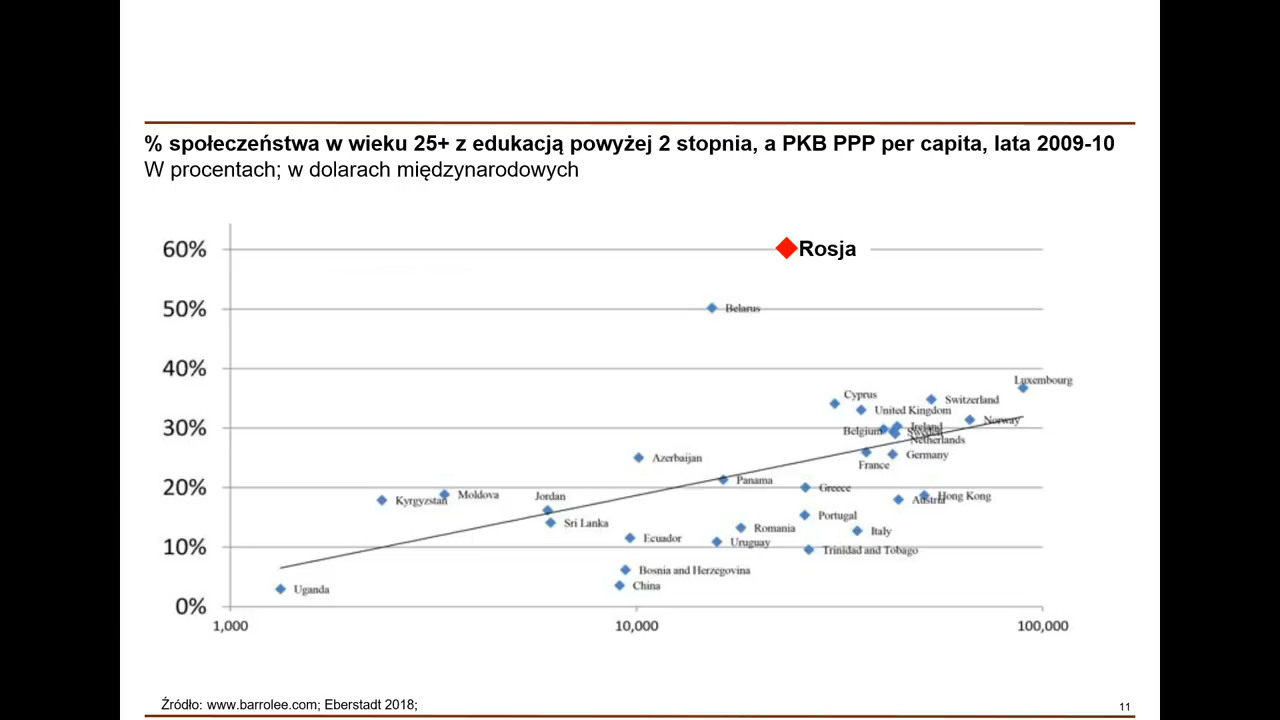 % społeczeństwa w wieku 25+ z edukacją powyżej 2 stopnia, a PKB PPP per capita, lata 2009-10
W procentach; w dolarach międzynarodowych
60%
Rosja
50%
Belarus
40%
Luxembourg
Cyprus
Switzerland
United Kingdom
Norway
30%
Belgium
Ireland
Sweden
Netherlands
Germany
France
Azerbaijan
20%
Panama
Greece
Kyrgyzstan
Moldova
Jordan
Austria
Hong Kong
Sri Lanka
Portugal
Romania
Italy
Ecuador
Uruguay
10%
Trinidad and Tobago
Bosnia and Herzegovina
China
Uganda
0%
1,000
10,000
100,000
Źródło: www.barrolee.com; Eberstadt 2018;
11